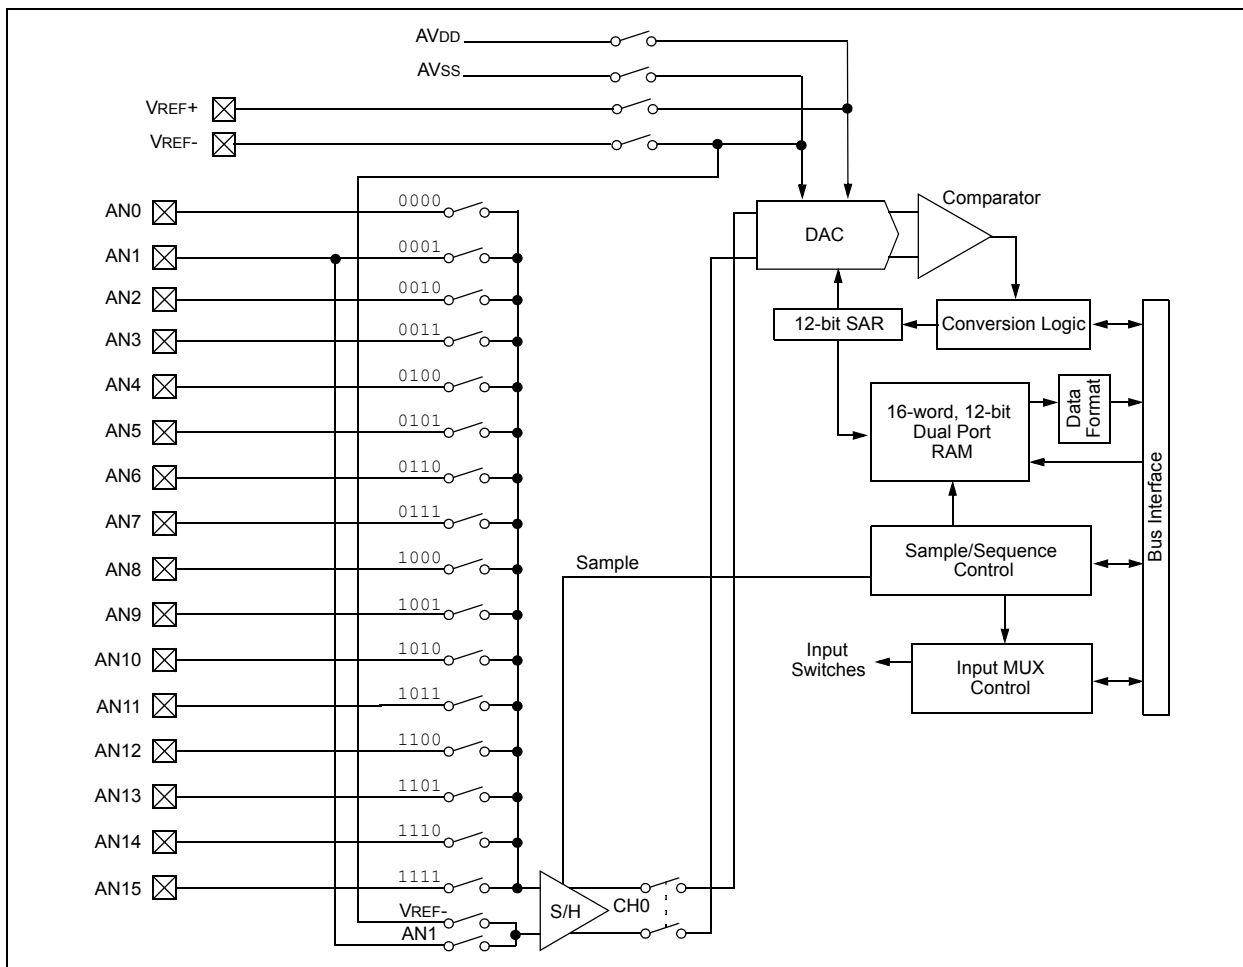 AVDD
AVSS
VREF+
VREF-
AN0
0000
AN1
0001
AN2
0010
AN3
0011
AN4
0100
AN5
0101
AN6
0110
AN7
0111
AN8
1000
AN9
1001
AN10
1010
AN11
1011
AN12
1100
AN13
1101
AN14
1110
AN15
1111
VREF-
AN1
S/H
CH0
DAC
Comparator
12-bit SAR
Conversion Logic
16-word, 12-bit
Dual Port
RAM
Data
Format
Bus Interface
Sample
Sample/Sequence
Control
Input
Switches
Input MUX
Control